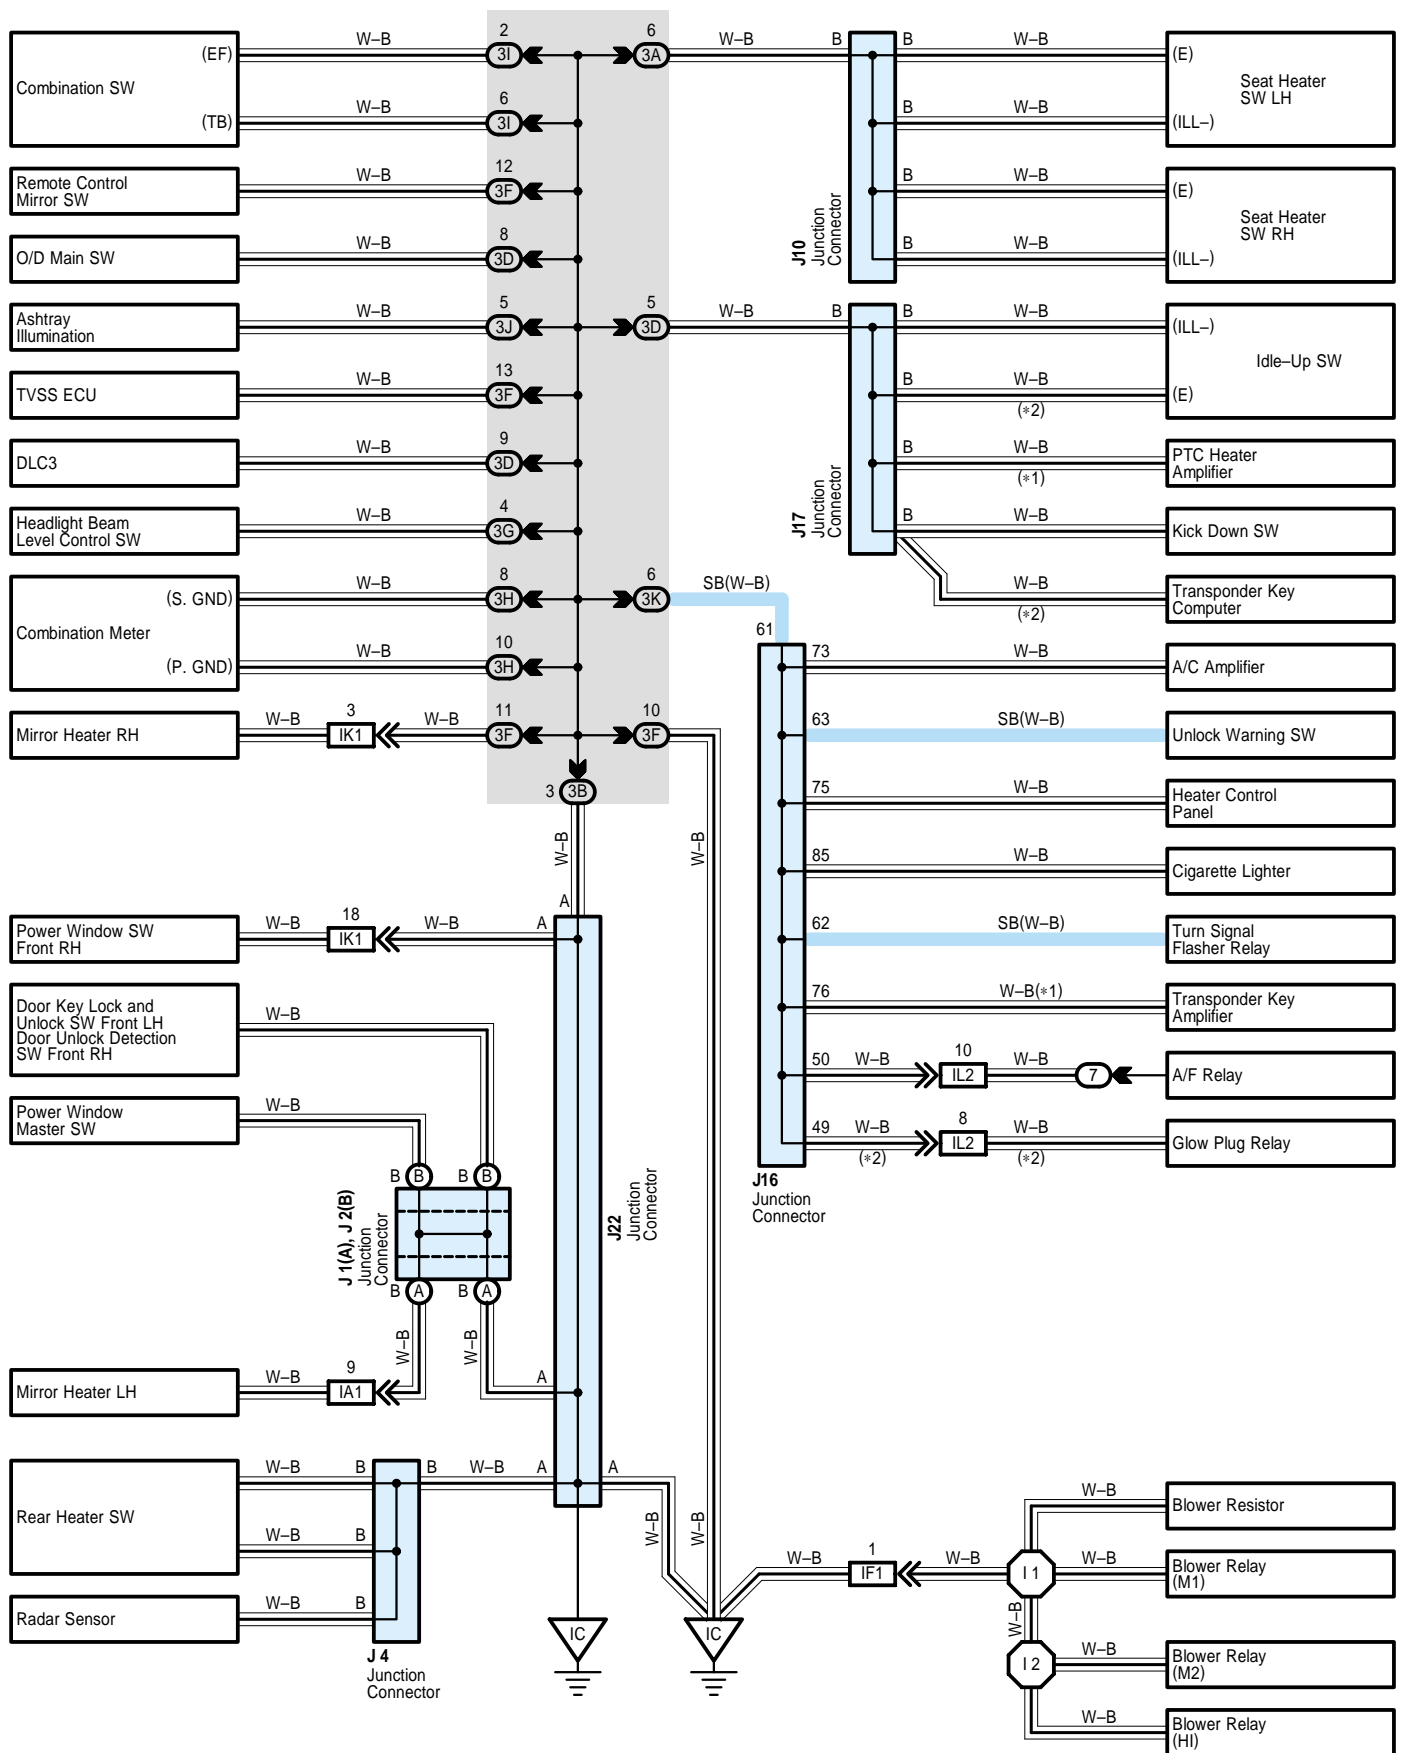 2
6
W–B
W–B
B
B
W–B
(EF)
3I
3A
(E)
Combination SW
Seat Heater
SW LH
6
W–B
B
W–B
(TB)
3I
(ILL–)
12
W–B
B
W–B
Remote Control
Mirror SW
3F
(E)
Seat Heater
SW RH
8
W–B
B
W–B
O/D Main SW
3D
(ILL–)
J10
Junction
Connector
5
5
W–B
W–B
B
B
W–B
Ashtray
Illumination
3J
3D
(ILL–)
Idle–Up SW
13
W–B
B
W–B
TVSS ECU
3F
(E)
(∗2)
9
W–B
B
W–B
DLC3
3D
PTC Heater
Amplifier
(∗1)
J17
Junction
Connector
4
W–B
B
W–B
Headlight Beam
Level Control SW
3G
Kick Down SW
8
6
W–B
SB(W–B)
W–B
(S. GND)
3H
3K
Transponder Key
Computer
(∗2)
Combination Meter
61
10
W–B
73
W–B
(P. GND)
3H
A/C Amplifier
W–B
3
W–B
11
10
63
SB(W–B)
Mirror Heater RH
IK1
3F
3F
Unlock Warning SW
3
3B
75
W–B
Heater Control
Panel
W–B
W–B
85
W–B
Cigarette Lighter
A
W–B
18
W–B
A
62
SB(W–B)
Power Window SW
Front RH
IK1
Turn Signal
Flasher Relay
Door Key Lock and
Unlock SW Front LH
Door Unlock Detection
SW Front RH
W–B
76
W–B(∗1)
Transponder Key
Amplifier
50
W–B
10
W–B
IL2
7
A/F Relay
Power Window
Master SW
W–B
49
W–B
8
W–B
IL2
Glow Plug Relay
(∗2)
(∗2)
B
B
B
B
J16
Junction
Connector
J 1(A), J 2(B)
Junction
Connector
J22
Junction
Connector
B
A
B
A
W–B
W–B
W–B
9
A
Mirror Heater LH
IA1
W–B
B
B
W–B
A
A
Rear Heater SW
W–B
B
W–B
W–B
W–B
Blower Resistor
W–B
1
W–B
W–B
IF1
I 1
Blower Relay
(M1)
W–B
B
Radar Sensor
W–B
IC
IC
J 4
Junction
Connector
W–B
I 2
Blower Relay
(M2)
W–B
Blower Relay
(HI)